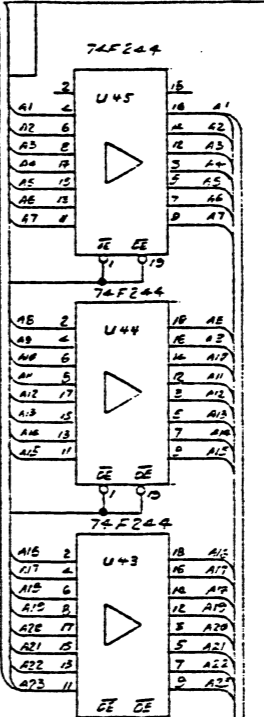 74F244
2 U45 18
A1 4 16 A1
A2 6 14 A2
A3 8 12 A3
A4 17 3 A4
A5 15 5 A5
A6 13 7 A6
A7 11 9 A7
OE OE
1 19
74F244
U44
A8 2 18 A8
A9 4 16 A9
A10 6 14 A10
A11 12 A11
A12 17 3 A12
A13 15 5 A13
A14 13 7 A14
A15 11 9 A15
OE OE
1 19
74F244
U43
A16 2 18 A16
A17 4 16 A17
A18 6 14
A19 8 12 A19
A20 17 3 A20
A21 15 5 A21
A22 13 7 A22
A23 11 9 A23
OE OE